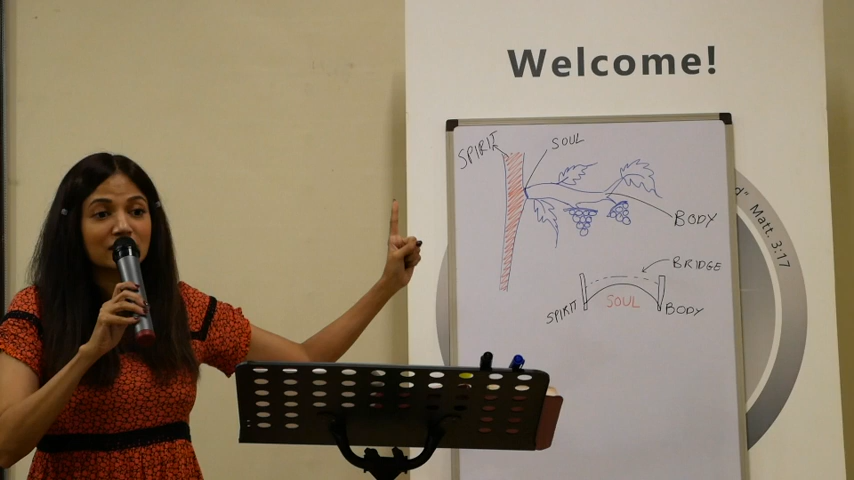 Welcome!
SPIRIT
SOUL
BODY
BRIDGE
SPIRIT
SOUL
BODY
d" Matt. 3:17